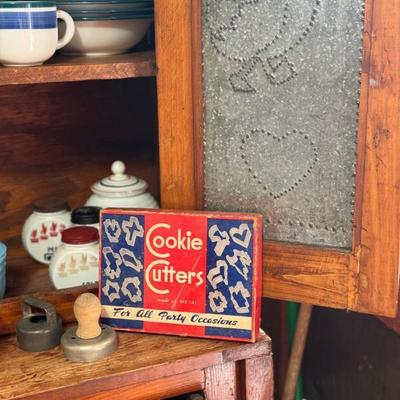 Cookie
Cutters
made of METAL
For All Party Occasions